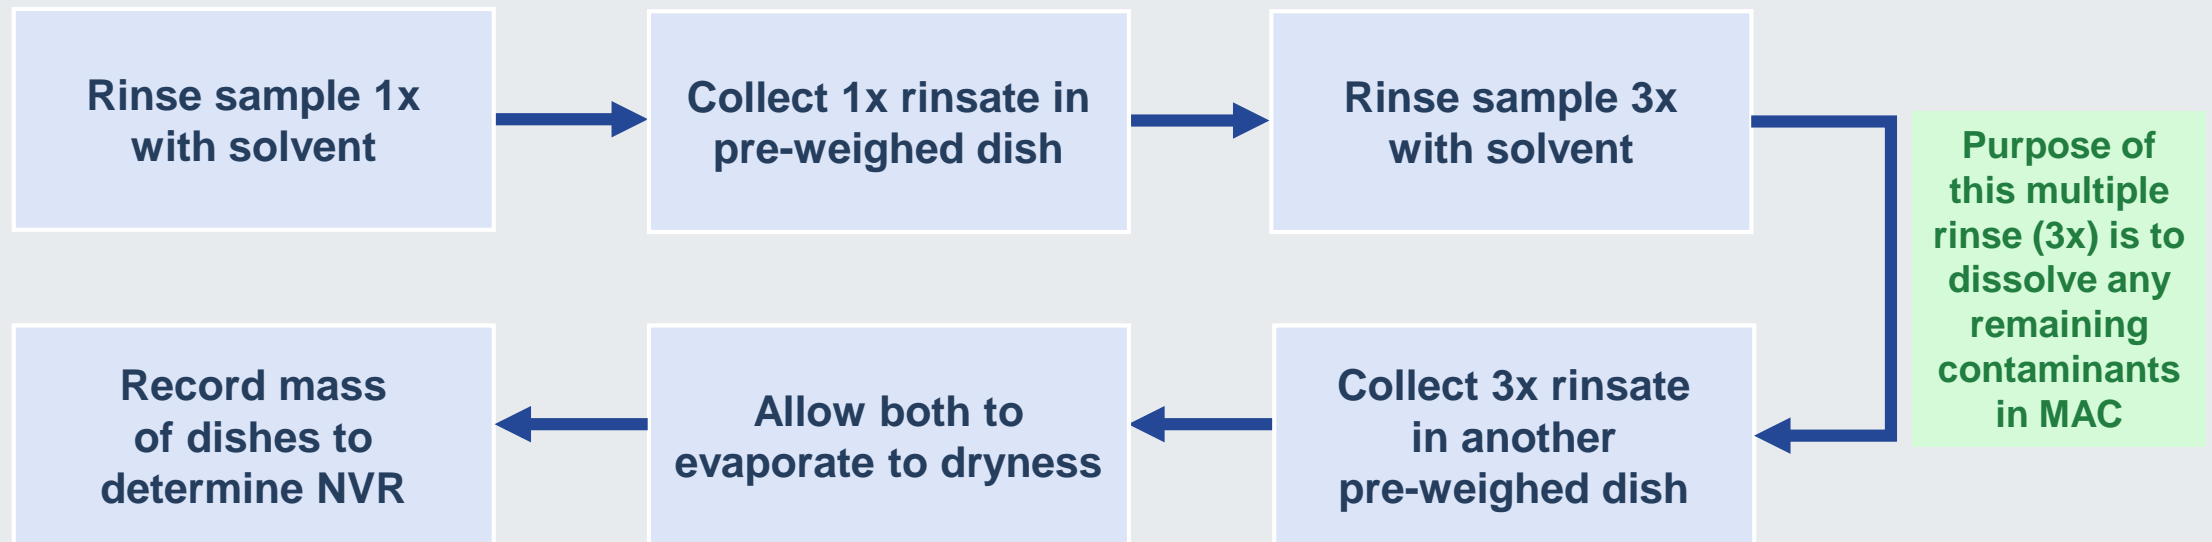 Rinse sample 1x
with solvent
Collect 1x rinsate in
pre-weighed dish
Rinse sample 3x
with solvent
Purpose of
this multiple
rinse (3x) is to
dissolve any
remaining
contaminants
in MAC
Collect 3x rinsate
in another
pre-weighed dish
Allow both to
evaporate to dryness
Record mass
of dishes to
determine NVR